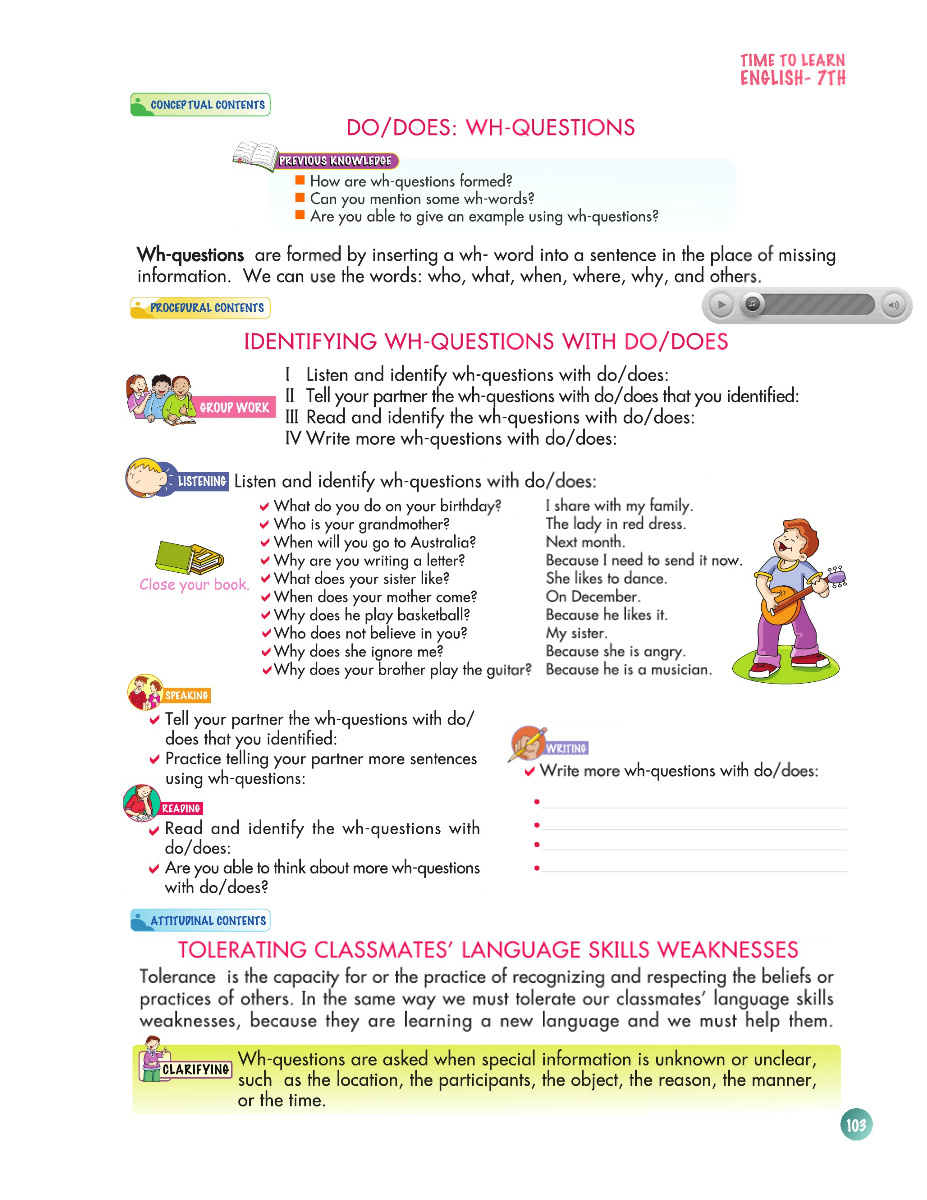 TIME TO LEARN
ENGLISH- 7TH
CONCEPTUAL CONTENTS
DO/DOES: WH-QUESTIONS
PREVIOUS KNOWLEDGE
How are wh-questions formed?
Can you mention some wh-words?
Are you able to give an example using wh-questions?
Wh-questions are formed by inserting a wh- word into a sentence in the place of missing
information. We can use the words: who, what, when, where, why, and others.
PROCEDURAL CONTENTS
IDENTIFYING WH-QUESTIONS WITH DO/DOES
GROUP WORK
I Listen and identify wh-questions with do/does:
II Tell your partner the wh-questions with do/does that you identified:
III Read and identify the wh-questions with do/does:
IV Write more wh-questions with do/does:
LISTENING Listen and identify wh-questions with do/does:
Close your book.
What do you do on your birthday? I share with my family.
Who is your grandmother? The lady in red dress.
When will you go to Australia? Next month.
Why are you writing a letter? Because I need to send it now.
What does your sister like? She likes to dance.
When does your mother come? On December.
Why does he play basketball? Because he likes it.
Who does not believe in you? My sister.
Why does she ignore me? Because she is angry.
Why does your brother play the guitar? Because he is a musician.
SPEAKING
Tell your partner the wh-questions with do/
does that you identified:
Practice telling your partner more sentences
using wh-questions:
READING
Read and identify the wh-questions with
do/does:
Are you able to think about more wh-questions
with do/does?
WRITING
Write more wh-questions with do/does:
ATTITUDINAL CONTENTS
TOLERATING CLASSMATES' LANGUAGE SKILLS WEAKNESSES
Tolerance is the capacity for or the practice of recognizing and respecting the beliefs or
practices of others. In the same way we must tolerate our classmates' language skills
weaknesses, because they are learning a new language and we must help them.
CLARIFYING
Wh-questions are asked when special information is unknown or unclear,
such as the location, the participants, the object, the reason, the manner,
or the time.
103